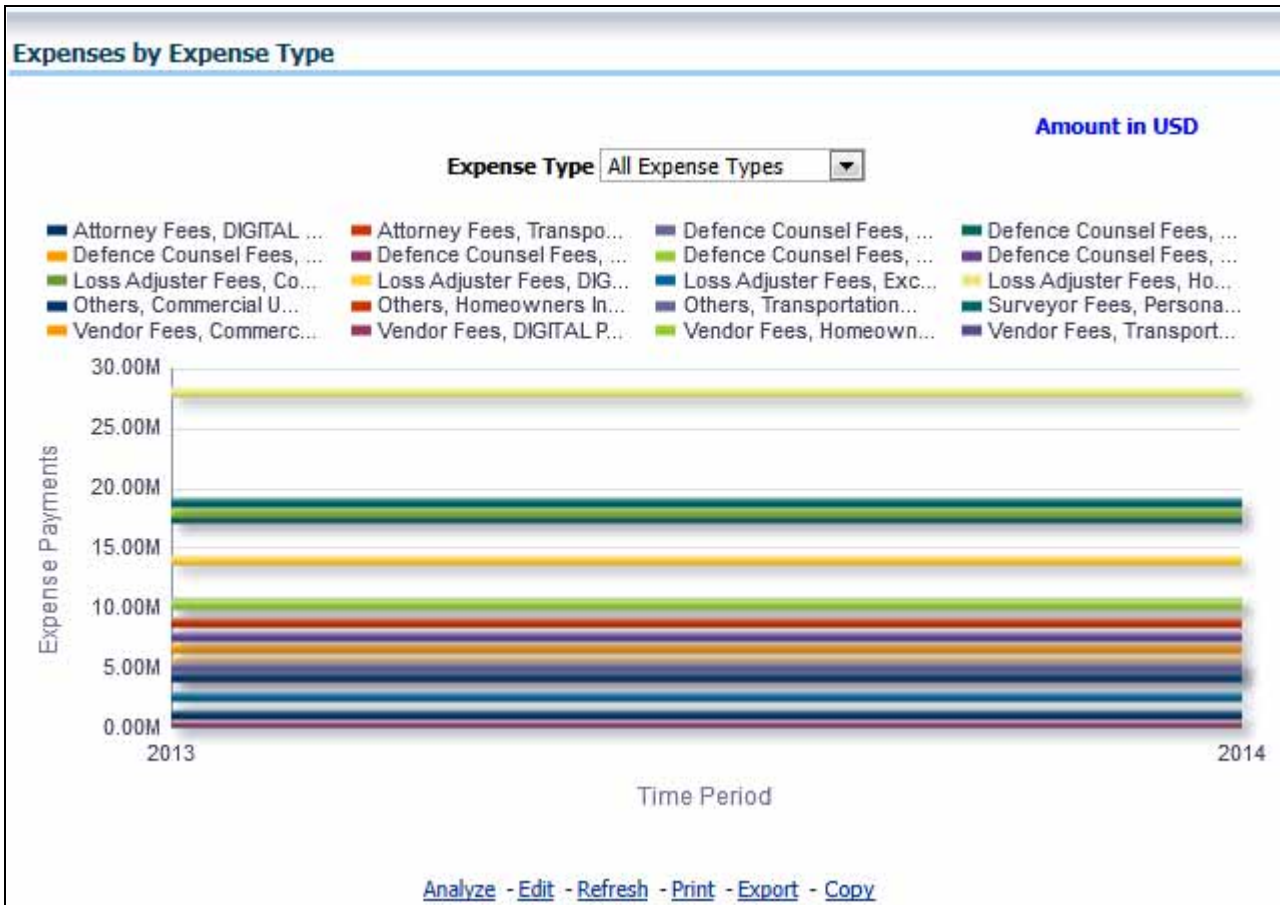 Expenses by Expense Type
Amount in USD
Expense Type All Expense Types
Attorney Fees, DIGITAL ... Attorney Fees, Transpo... Defence Counsel Fees, ... Defence Counsel Fees, ...
Defence Counsel Fees, ... Defence Counsel Fees, ... Defence Counsel Fees, ... Defence Counsel Fees, ...
Loss Adjuster Fees, Co... Loss Adjuster Fees, DIG... Loss Adjuster Fees, Exc... Loss Adjuster Fees, Ho...
Others, Commercial U... Others, Homeowners In... Others, Transportation... Surveyor Fees, Persona...
Vendor Fees, Commerc... Vendor Fees, DIGITAL P... Vendor Fees, Homeown... Vendor Fees, Transport...
30.00M
25.00M
20.00M
15.00M
10.00M
5.00M
0.00M
Expense Payments
2013 2014
Time Period
Analyze - Edit - Refresh - Print - Export - Copy